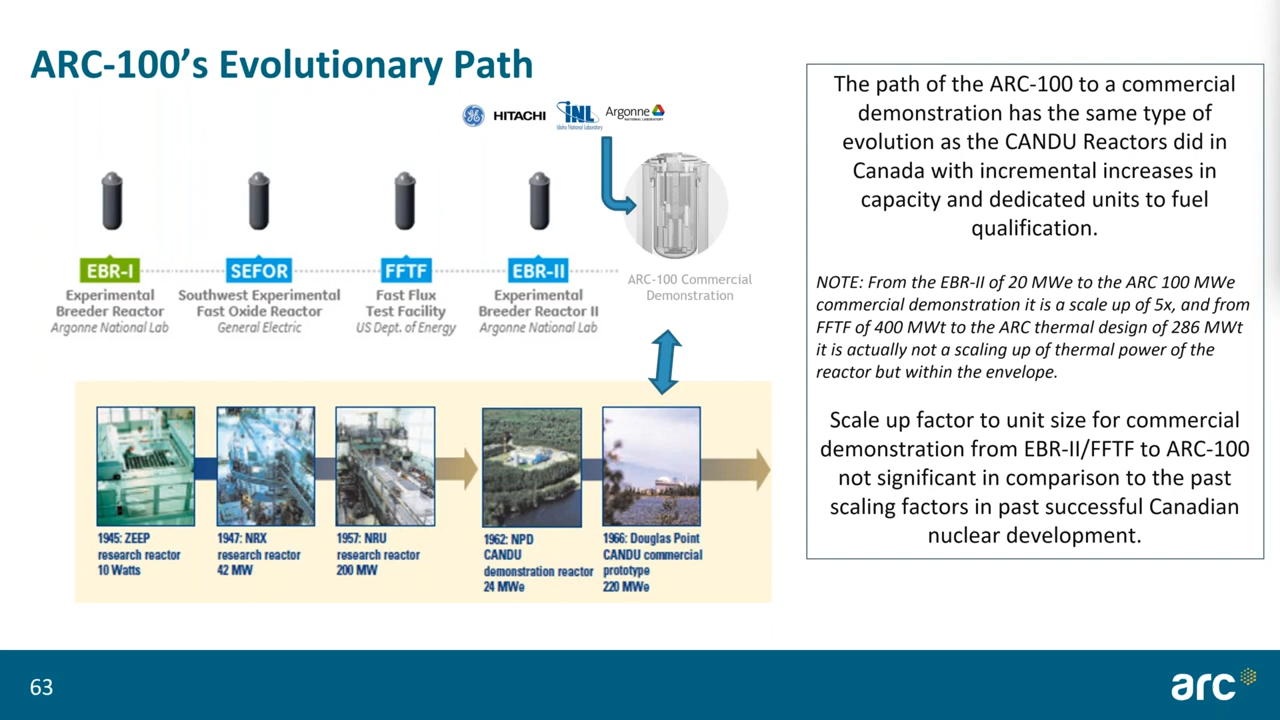 ARC-100’s Evolutionary Path
HITACHI
INL
Idaho National Laboratory
Argonne
NATIONAL LABORATORY
EBR-I
Experimental
Breeder Reactor
Argonne National Lab
SEFOR
Southwest Experimental
Fast Oxide Reactor
General Electric
FFTF
Fast Flux
Test Facility
US Dept. of Energy
EBR-II
Experimental
Breeder Reactor II
Argonne National Lab
ARC-100 Commercial
Demonstration
1945: ZEEP
research reactor
10 Watts
1947: NRX
research reactor
42 MW
1957: NRU
research reactor
200 MW
1962: NPD
CANDU
demonstration reactor
24 MWe
1966: Douglas Point
CANDU commercial
prototype
220 MWe
The path of the ARC-100 to a commercial
demonstration has the same type of
evolution as the CANDU Reactors did in
Canada with incremental increases in
capacity and dedicated units to fuel
qualification.
NOTE: From the EBR-II of 20 MWe to the ARC 100 MWe
commercial demonstration it is a scale up of 5x, and from
FFTF of 400 MWt to the ARC thermal design of 286 MWt
it is actually not a scaling up of thermal power of the
reactor but within the envelope.
Scale up factor to unit size for commercial
demonstration from EBR-II/FFTF to ARC-100
not significant in comparison to the past
scaling factors in past successful Canadian
nuclear development.
63
arc